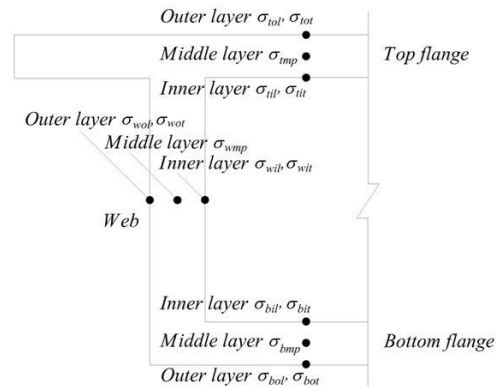 Outer layer σtol, σtot
Middle layer σtmp
Top flange
Inner layer σtil, σtit
Outer layer σwol, σwot
Middle layer σwmp
Inner layer σwil, σwit
Web
Inner layer σbil, σbit
Middle layer σbmp
Bottom flange
Outer layer σbol, σbot